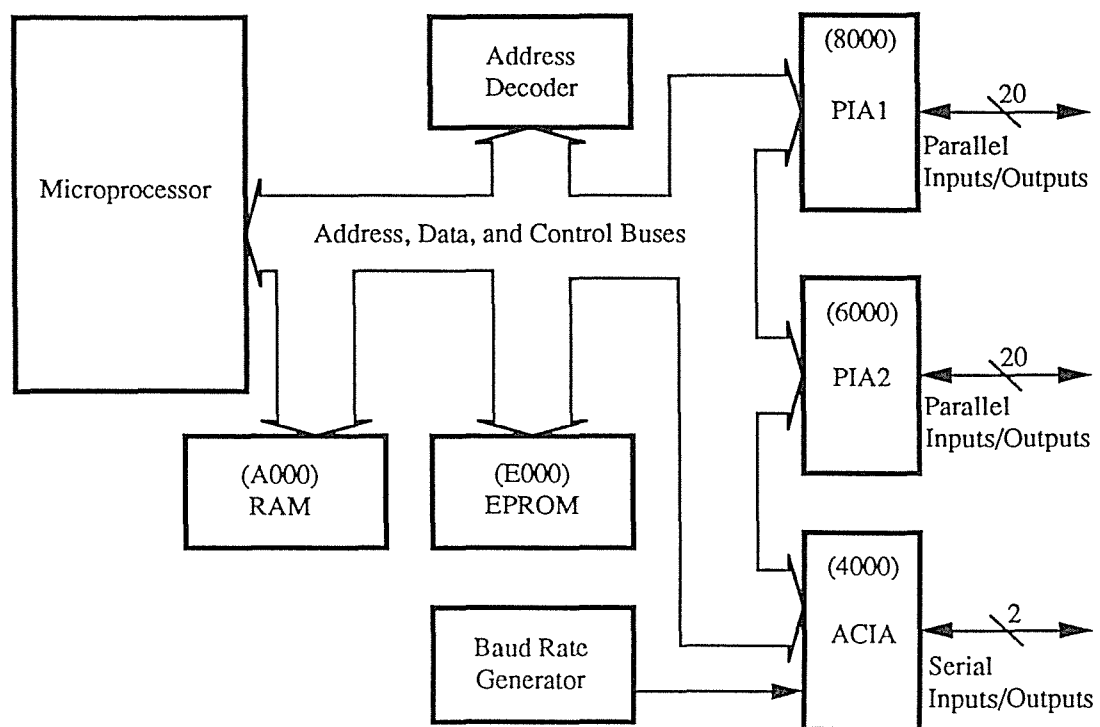 Microprocessor
Address
Decoder
Address, Data, and Control Buses
(8000)
PIA1
20
Parallel
Inputs/Outputs
(6000)
PIA2
20
Parallel
Inputs/Outputs
(A000)
RAM
(E000)
EPROM
(4000)
ACIA
2
Serial
Inputs/Outputs
Baud Rate
Generator